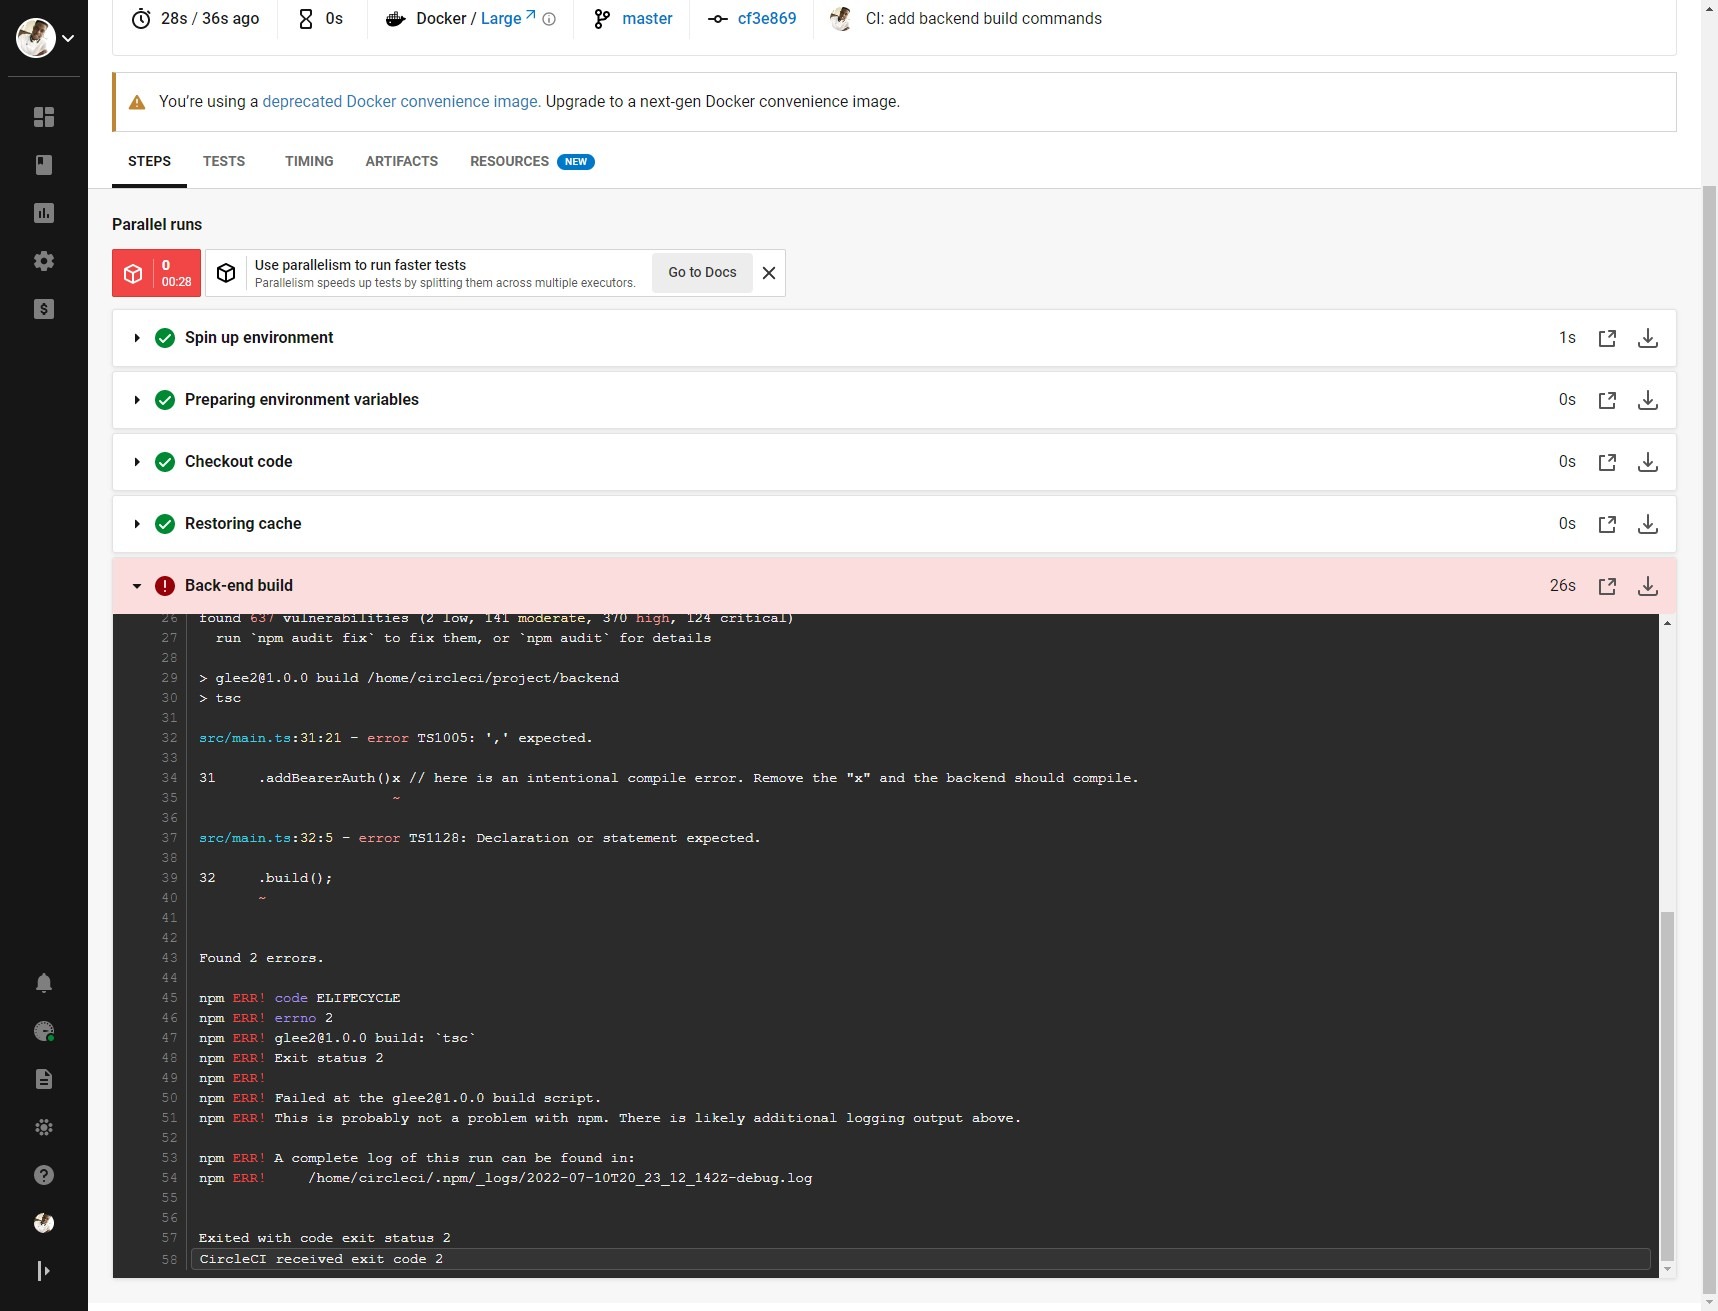 28s / 36s ago
0s
Docker / Large
master
cf3e869
CI: add backend build commands
You're using a deprecated Docker convenience image. Upgrade to a next-gen Docker convenience image.
STEPS TESTS TIMING ARTIFACTS RESOURCES NEW
Parallel runs
0
00:28
Use parallelism to run faster tests
Parallelism speeds up tests by splitting them across multiple executors.
Go to Docs
Spin up environment 1s
Preparing environment variables 0s
Checkout code 0s
Restoring cache 0s
Back-end build 26s
26 found 637 vulnerabilities (2 low, 141 moderate, 370 high, 124 critical)
27   run `npm audit fix` to fix them, or `npm audit` for details
28
29 > glee2@1.0.0 build /home/circleci/project/backend
30 > tsc
31
32 src/main.ts:31:21 - error TS1005: ',' expected.
33
34 31     .addBearerAuth()x // here is an intentional compile error. Remove the "x" and the backend should compile.
35                        ~
36
37 src/main.ts:32:5 - error TS1128: Declaration or statement expected.
38
39 32     .build();
40        ~
41
42
43 Found 2 errors.
44
45 npm ERR! code ELIFECYCLE
46 npm ERR! errno 2
47 npm ERR! glee2@1.0.0 build: `tsc`
48 npm ERR! Exit status 2
49 npm ERR!
50 npm ERR! Failed at the glee2@1.0.0 build script.
51 npm ERR! This is probably not a problem with npm. There is likely additional logging output above.
52
53 npm ERR! A complete log of this run can be found in:
54 npm ERR!     /home/circleci/.npm/_logs/2022-07-10T20_23_12_142Z-debug.log
55
56
57 Exited with code exit status 2
58 CircleCI received exit code 2